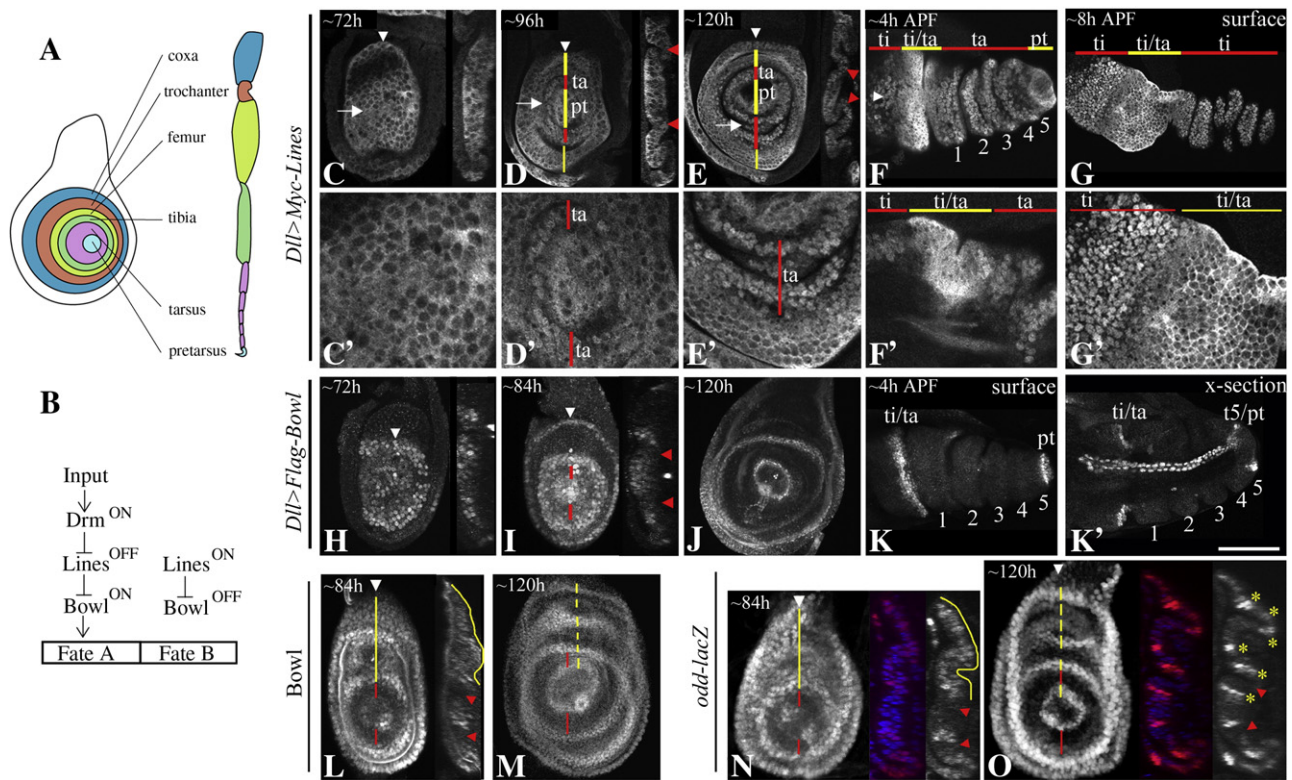 A
coxa
trochanter
femur
tibia
tarsus
pretarsus
B
Input
Drm ON
Lines OFF
Lines ON
Bowl ON
Bowl OFF
Fate A
Fate B
Dll>Myc-Lines
~72h
C
~96h
ta
pt
D
~120h
ta
pt
E
~4h APF
ti
ti/ta
ta
pt
1
2
3
4
5
F
~8h APF
surface
ti
ti/ta
ti
G
C'
ta
ta
D'
ta
E'
ti
ti/ta
ta
F'
ti
ti/ta
G'
Dll>Flag-Bowl
~72h
H
~84h
I
~120h
J
~4h APF
surface
ti/ta
pt
1
2
3
4
5
K
x-section
ti/ta
t5/pt
1
2
3
4
5
K'
Bowl
~84h
L
~120h
M
odd-lacZ
~84h
N
~120h
* * * * * *
O